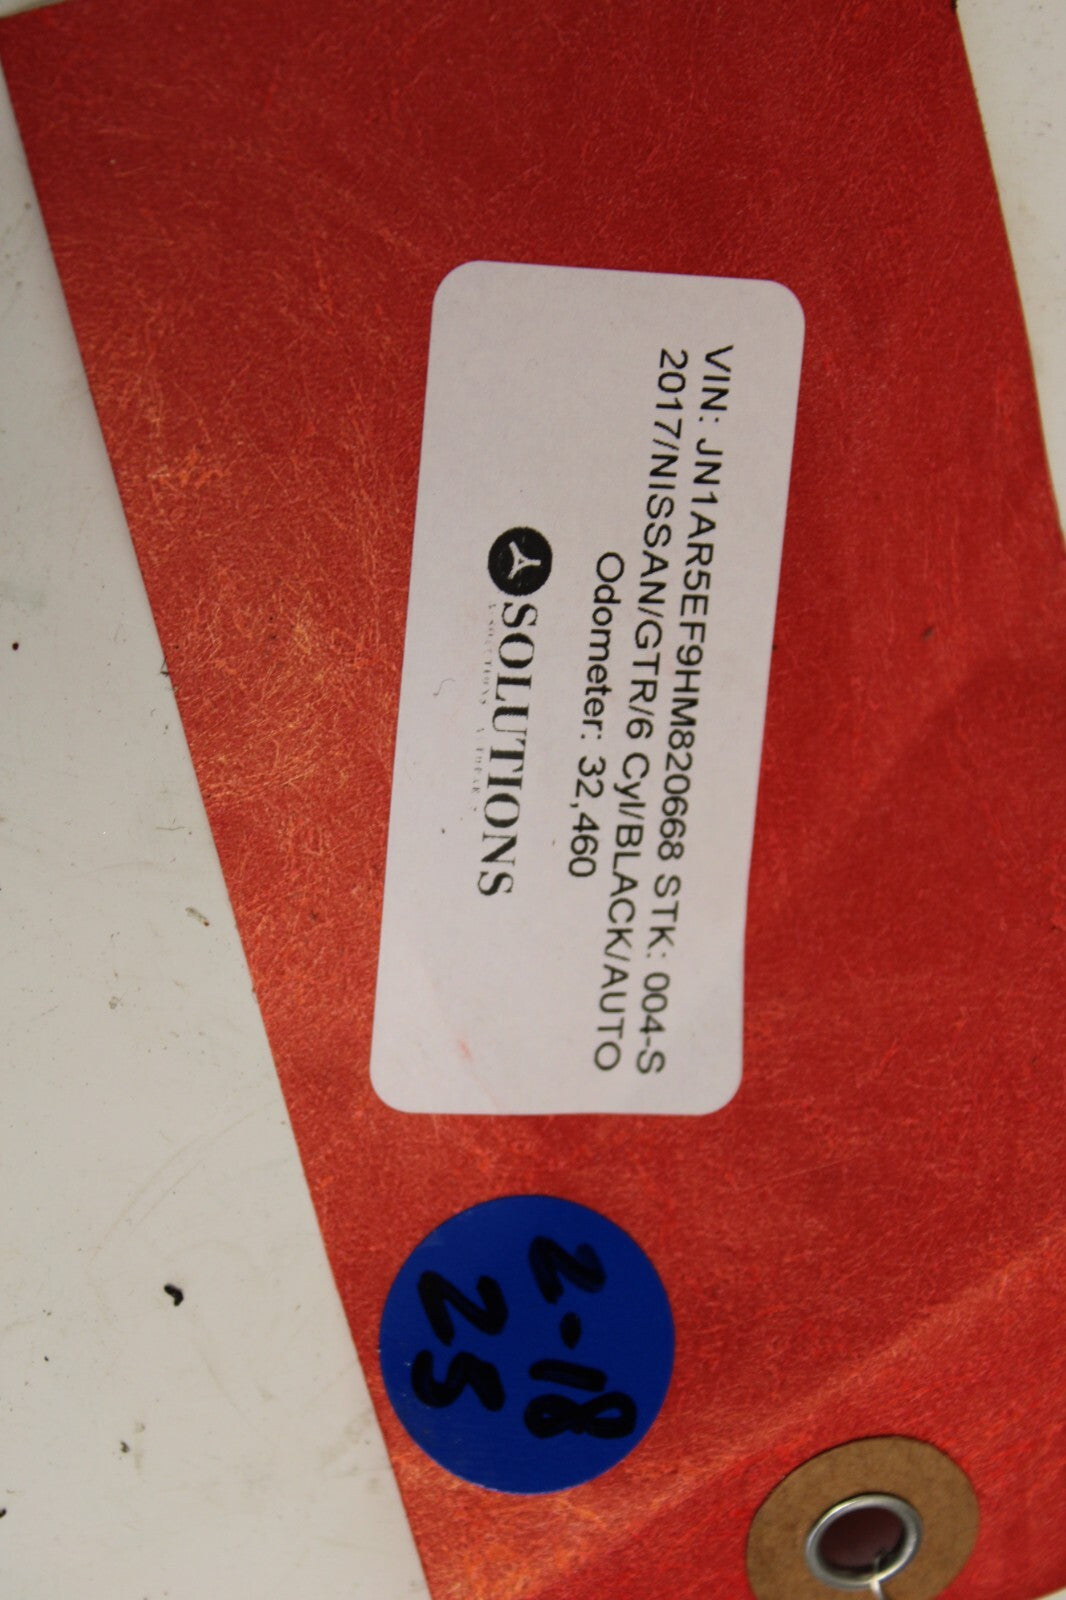 VIN: JN1AR5EF9HM820668 STK: 004-S
2017/NISSAN/GTR/6 Cyl/BLACK/AUTO
Odometer: 32,460
SOLUTIONS
2-18
25